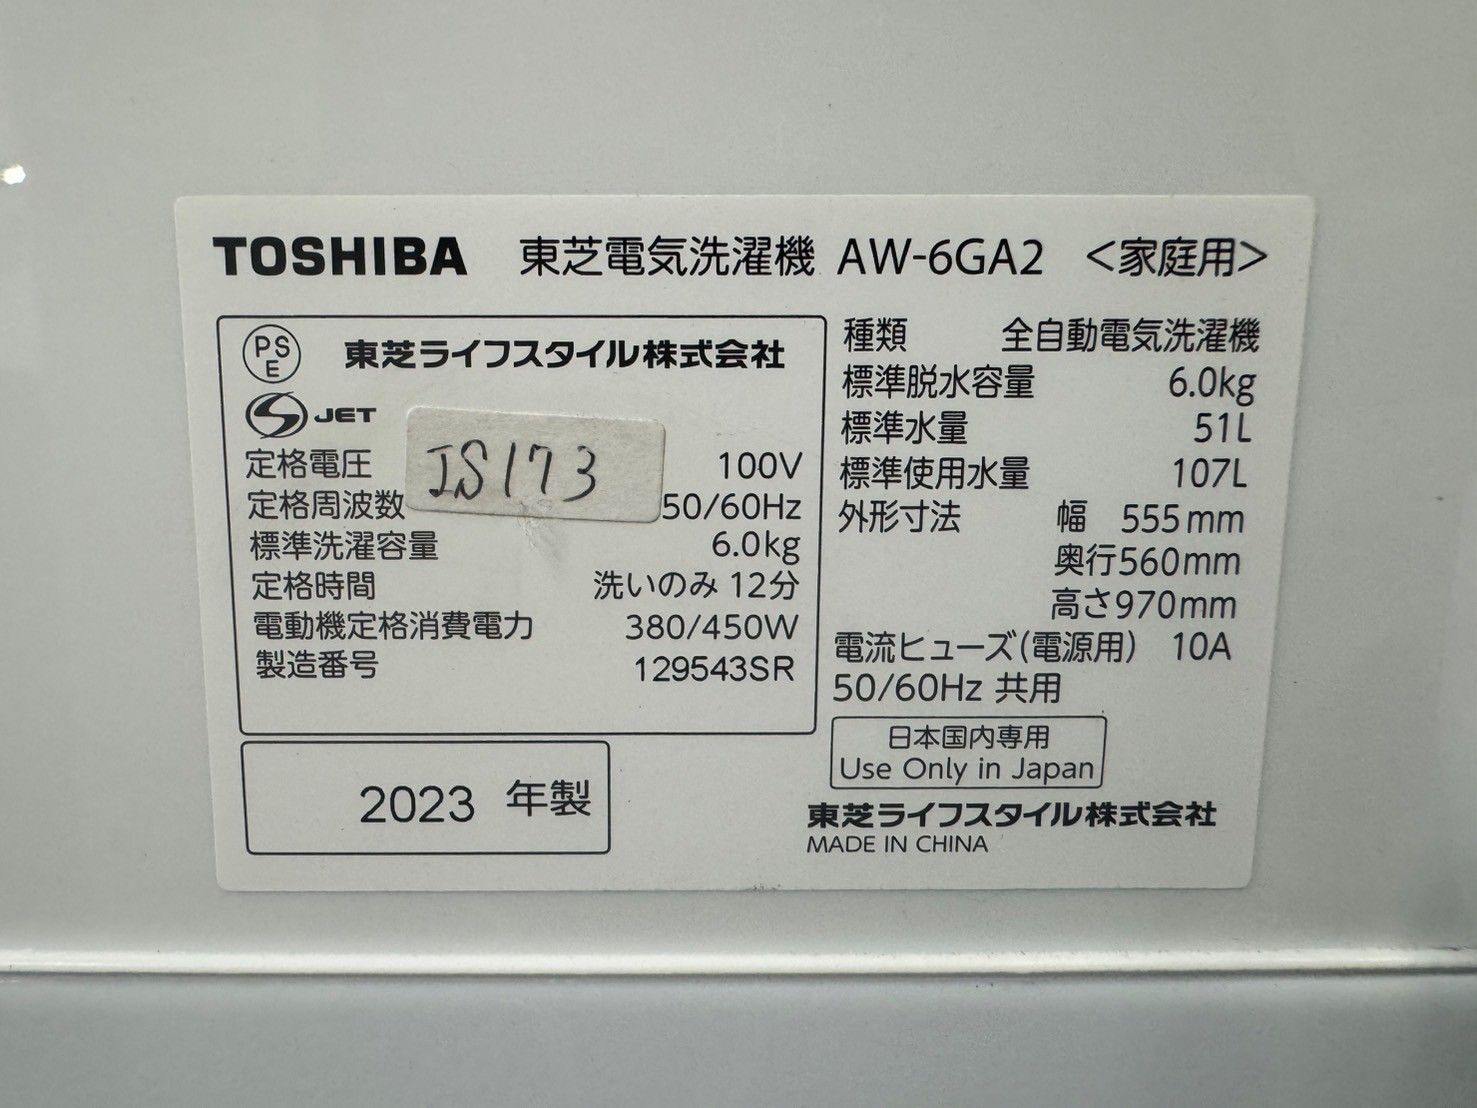 TOSHIBA 東芝電気洗濯機 AW-6GA2 <家庭用>
PSE 東芝ライフスタイル株式会社
S JET
JS173
定格電圧 100V
定格周波数 50/60Hz
標準洗濯容量 6.0kg
定格時間 洗いのみ 12分
電動機定格消費電力 380/450W
製造番号 129543SR
2023 年製
種類 全自動電気洗濯機
標準脱水容量 6.0kg
標準水量 51L
標準使用水量 107L
外形寸法 幅 555mm
奥行560mm
高さ970mm
電流ヒューズ(電源用) 10A
50/60Hz 共用
日本国内専用
Use Only in Japan
東芝ライフスタイル株式会社
MADE IN CHINA